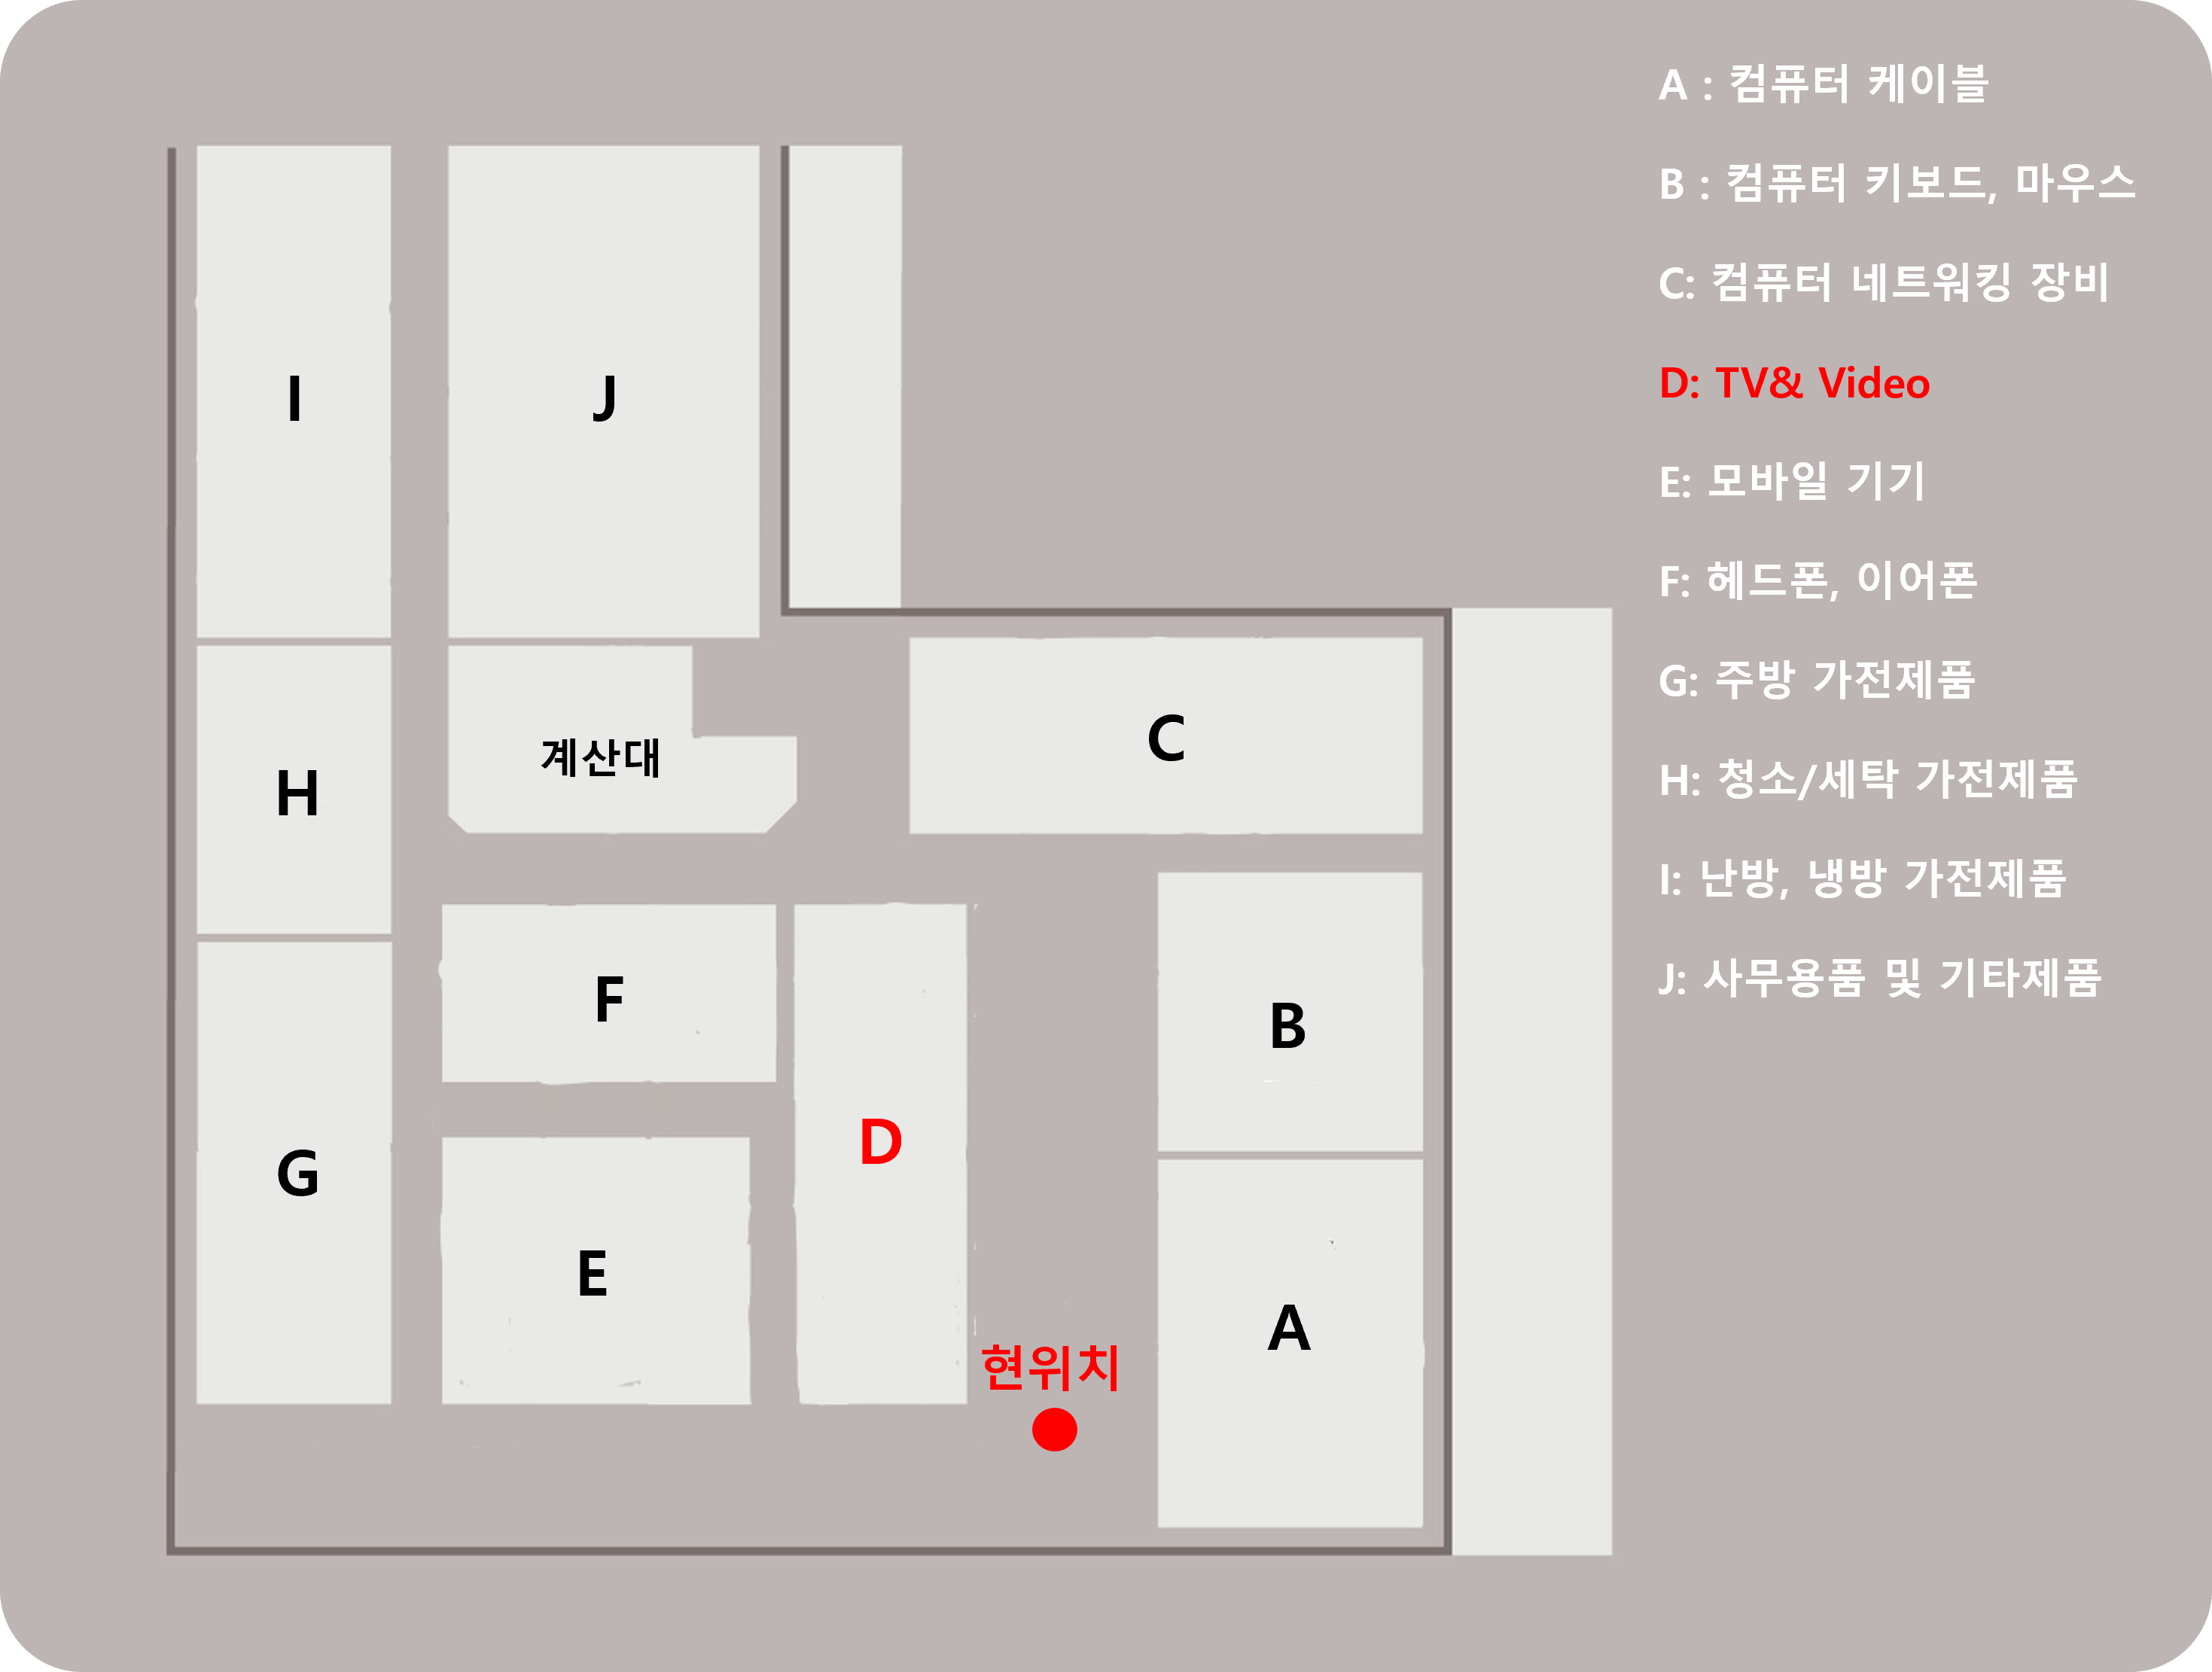 A : 컴퓨터 케이블
B : 컴퓨터 키보드, 마우스
C: 컴퓨터 네트워킹 장비
D: TV& Video
E: 모바일 기기
F: 헤드폰, 이어폰
G: 주방 가전제품
H: 청소/세탁 가전제품
I: 난방, 냉방 가전제품
J: 사무용품 및 기타제품
I
J
C
계산대
H
F
B
D
G
E
A
현위치